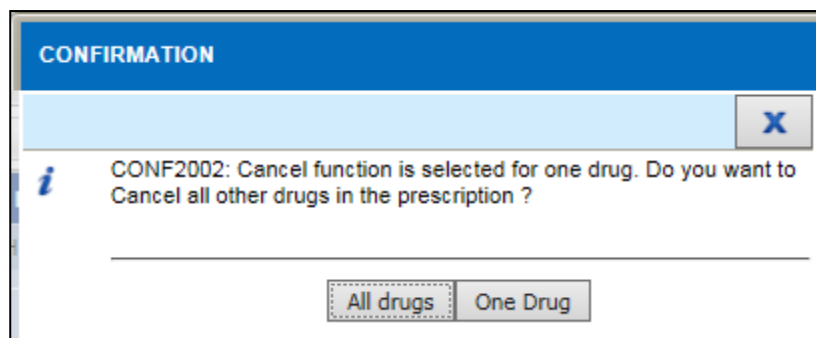 CONFIRMATION
X
i
CONF2002: Cancel function is selected for one drug. Do you want to
Cancel all other drugs in the prescription ?
All drugs
One Drug